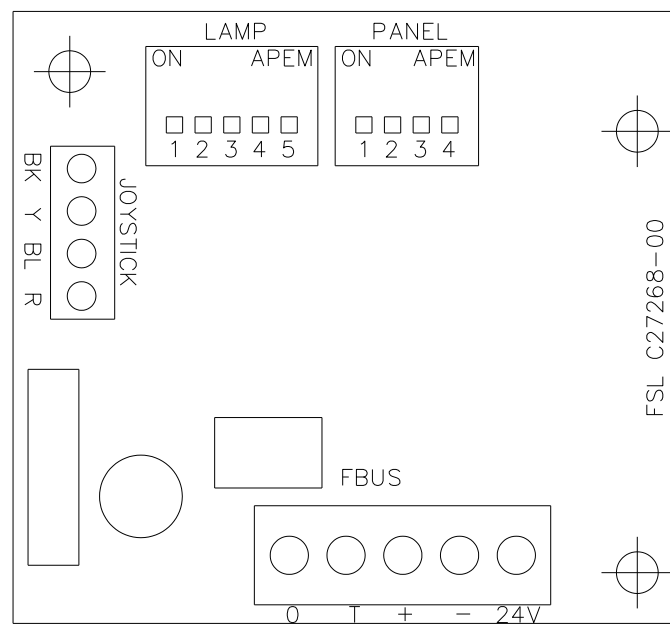 LAMP
ON APEM
1 2 3 4 5
PANEL
ON APEM
1 2 3 4
BK Y BL R
JOYSTICK
FSL C27268-00
FBUS
0 T + - 24V